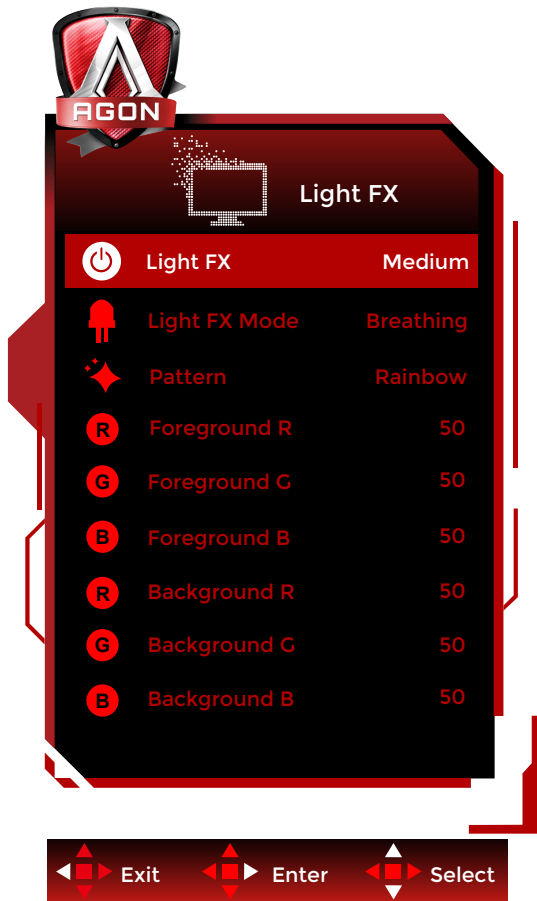 AGON
Light FX
Light FX Medium
Light FX Mode Breathing
Pattern Rainbow
R Foreground R 50
G Foreground G 50
B Foreground B 50
R Background R 50
G Background G 50
B Background B 50
Exit Enter Select